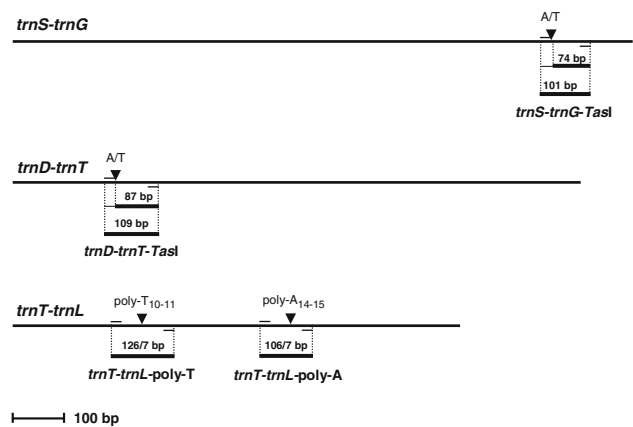 trnS-trnG
A/T
74 bp
101 bp
trnS-trnG-TasI
trnD-trnT
A/T
87 bp
109 bp
trnD-trnT-TasI
trnT-trnL
poly-T10-11
poly-A14-15
126/7 bp
106/7 bp
trnT-trnL-poly-T
trnT-trnL-poly-A
100 bp